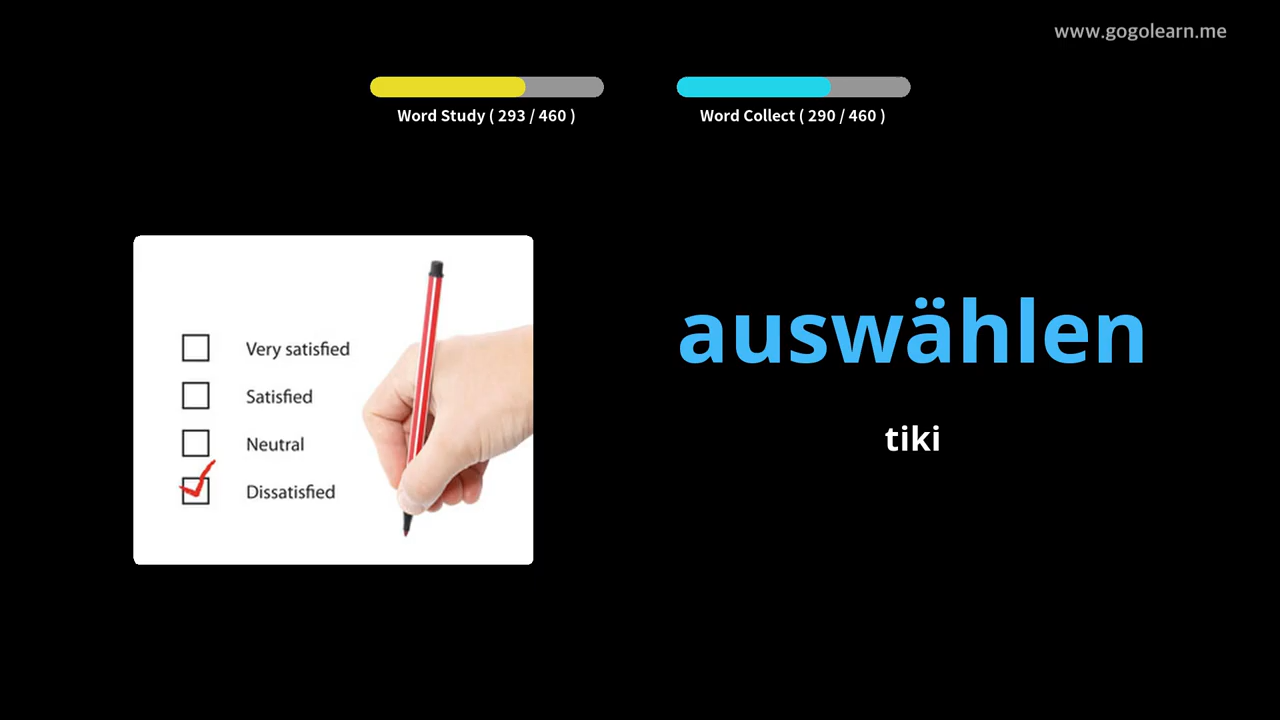 www.gogolearn.me
Word Study ( 293 / 460 )
Word Collect ( 290 / 460 )
Very satisfied
Satisfied
Neutral
Dissatisfied
auswählen
tiki